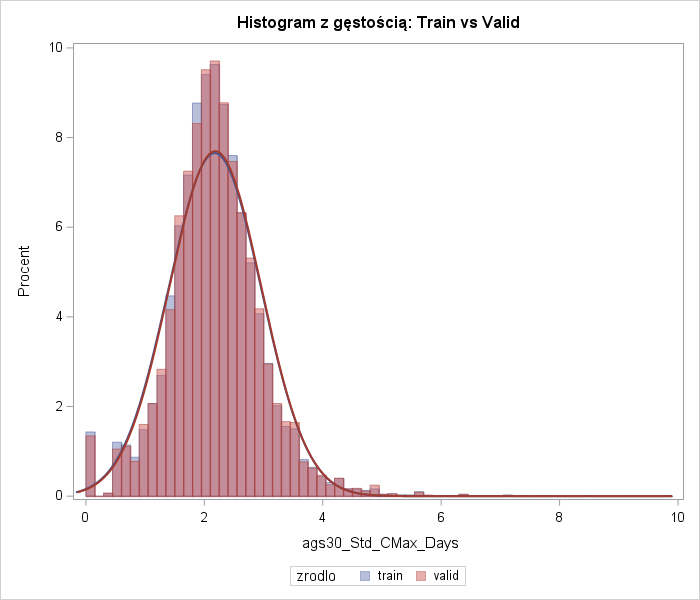 Histogram z gęstością: Train vs Valid
Procent
10
8
6
4
2
0
0 2 4 6 8 10
ags30_Std_CMax_Days
zrodlo train valid